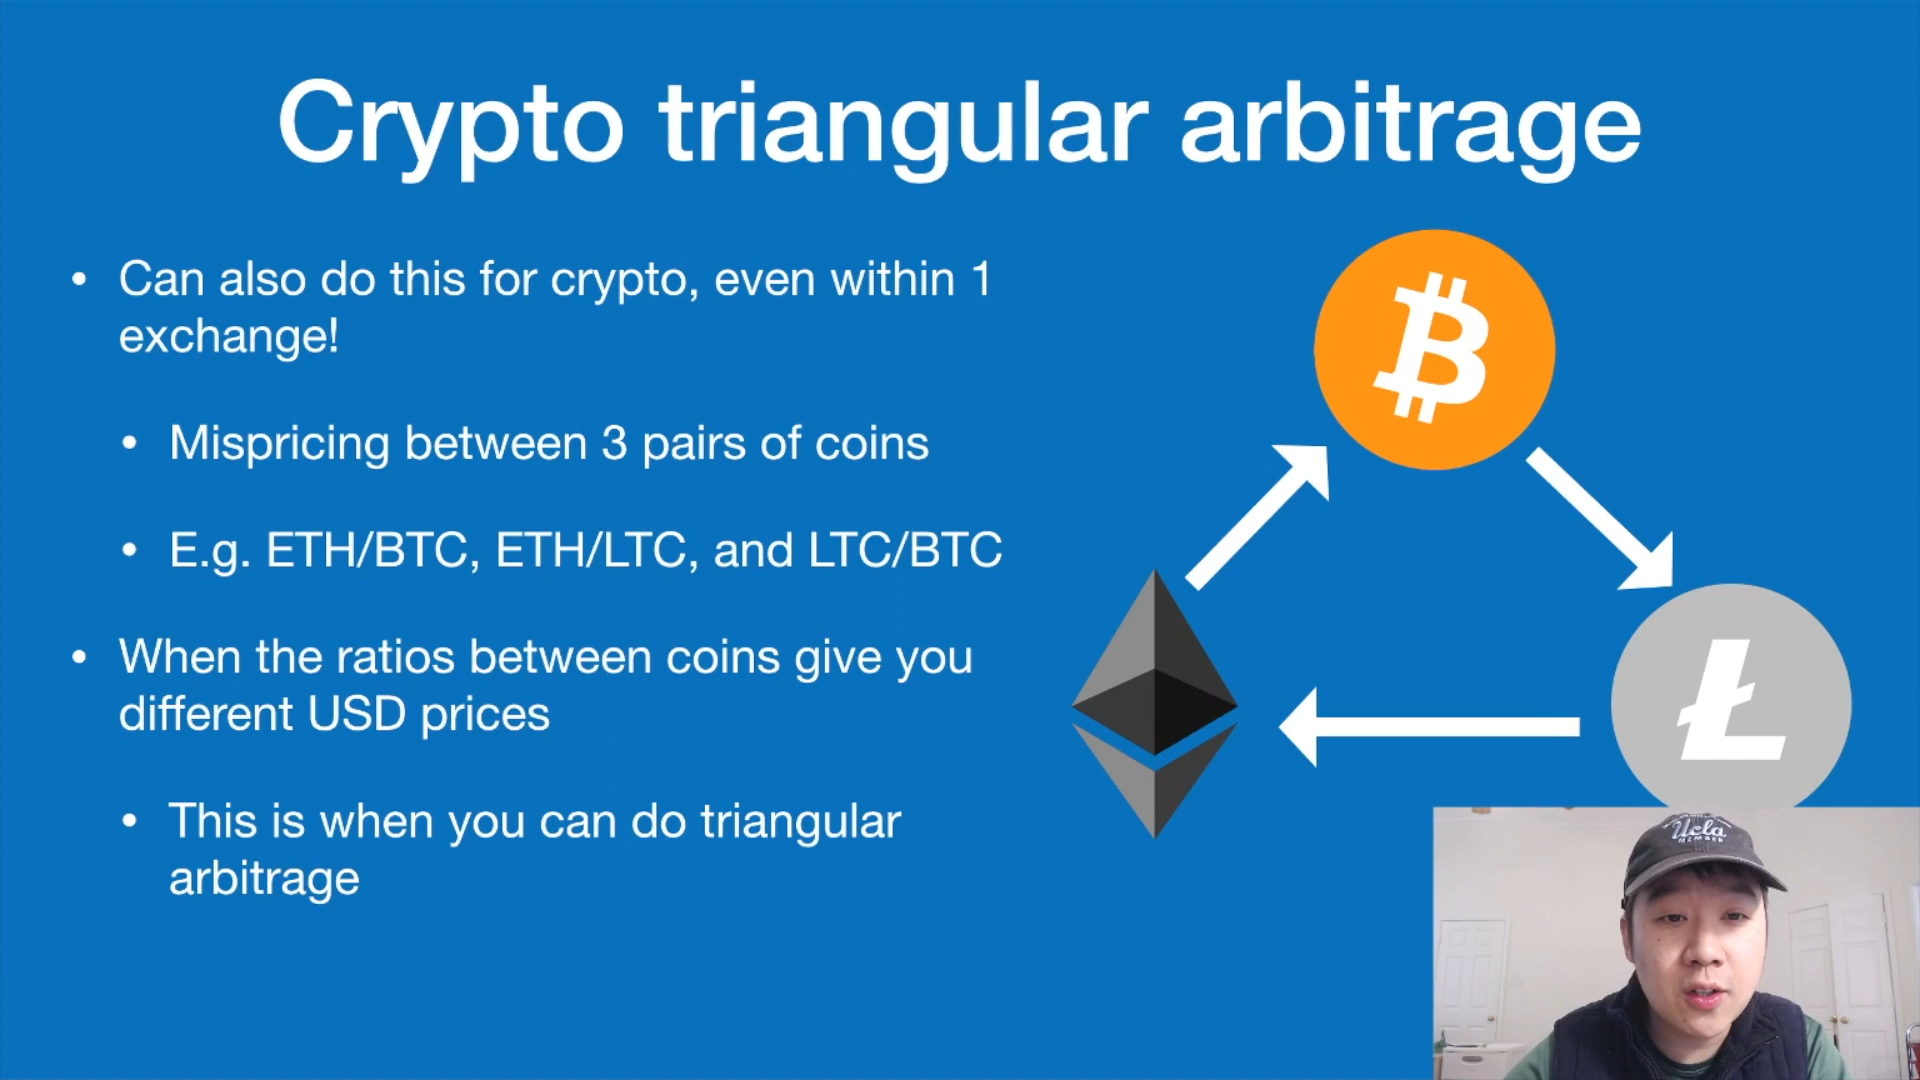 Crypto triangular arbitrage
• Can also do this for crypto, even within 1
exchange!
• Mispricing between 3 pairs of coins
• E.g. ETH/BTC, ETH/LTC, and LTC/BTC
• When the ratios between coins give you
different USD prices
• This is when you can do triangular
arbitrage
Ucla
MEMBER